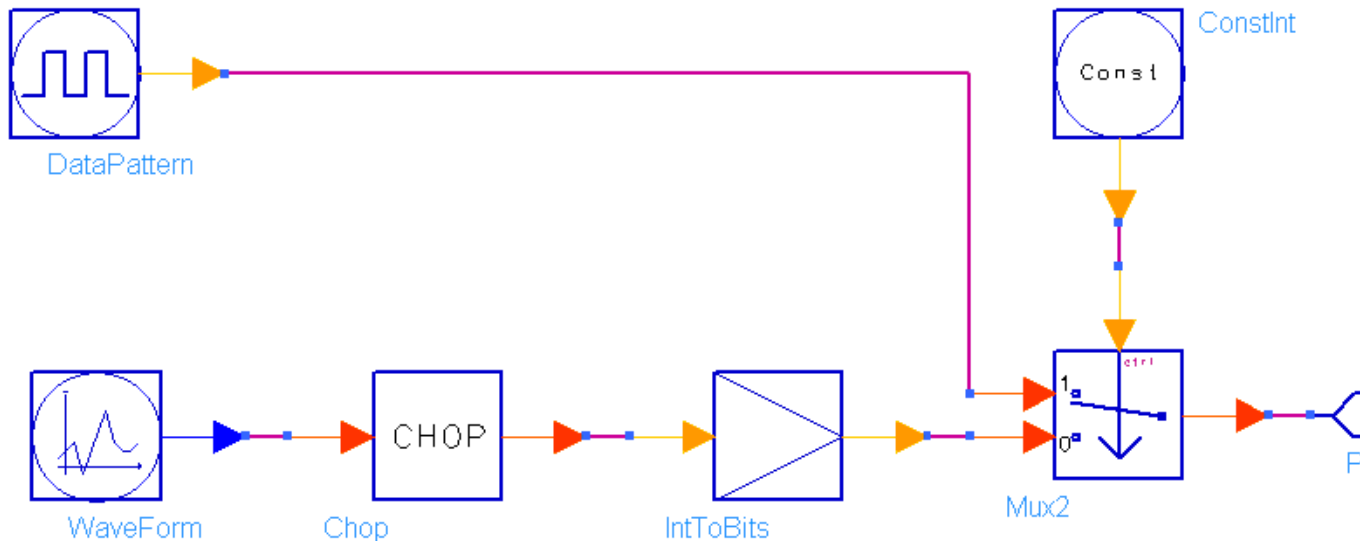 ConstInt
Const
DataPattern
ctrl
1
CHOP
0
Mux2
P
WaveForm
Chop
IntToBits